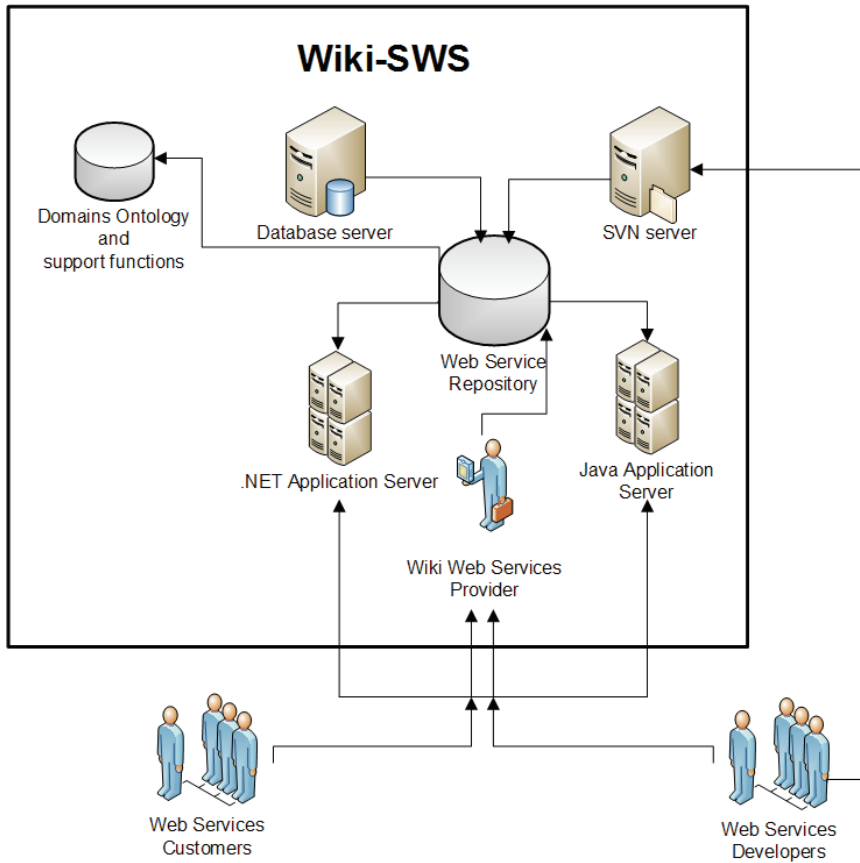 Wiki-SWS
Domains Ontology
and
support functions
Database server
SVN server
Web Service
Repository
.NET Application Server
Java Application
Server
Wiki Web Services
Provider
Web Services
Customers
Web Services
Developers